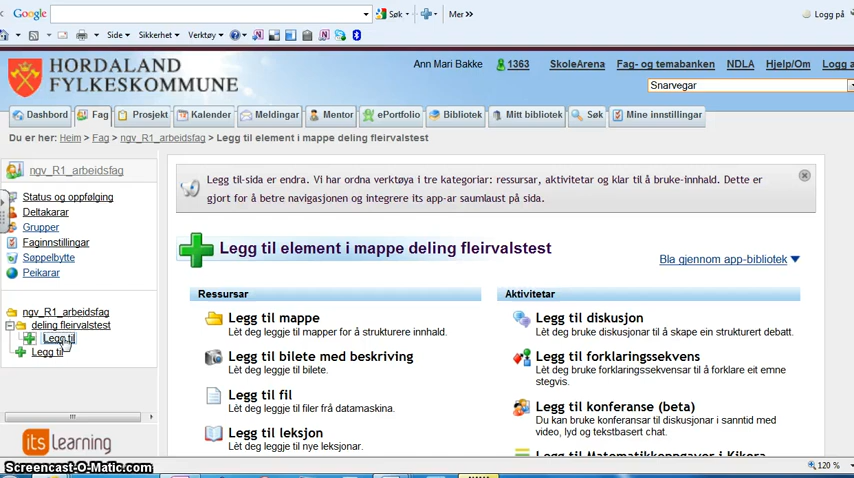 Google Søk Mer» Logg på
Side Sikkerhet Verktøy
HORDALAND
FYLKESKOMMUNE
Ann Mari Bakke 1363 SkoleArena Fag- og temabanken NDLA Hjelp/Om Logg a
Snarvegar
Dashbord Fag Prosjekt Kalender Meldingar Mentor ePortfolio Bibliotek Mitt bibliotek Søk Mine innstillingar
Du er her: Heim > Fag > ngv_R1_arbeidsfag > Legg til element i mappe deling fleirvalstest
ngv_R1_arbeidsfag
Status og oppfølging
Deltakarar
Grupper
Faginnstillingar
Søppelbytte
Peikarar
ngv_R1_arbeidsfag
deling fleirvalstest
Legg til
Legg til
Legg til-sida er endra. Vi har ordna verktøya i tre kategoriar: ressursar, aktivitetar og klar til å bruke-innhald. Dette er
gjort for å betre navigasjonen og integrere its app-ar saumlaust på sida.
Legg til element i mappe deling fleirvalstest
Bla gjennom app-bibliotek
Ressursar
Legg til mappe
Lèt deg leggje til mapper for å strukturere innhald.
Legg til bilete med beskriving
Lèt deg leggje til bilete.
Legg til fil
Lèt deg leggje til filer frå datamaskina.
Legg til leksjon
Lèt deg leggje til nye leksjonar.
Aktivitetar
Legg til diskusjon
Lèt deg bruke diskusjonar til å skape ein strukturert debatt.
Legg til forklaringssekvens
Lèt deg bruke forklaringssekvensar til å forklare eit emne
stegvis.
Legg til konferanse (beta)
Du kan bruke konferansar til diskusjonar i sanntid med
video, lyd og tekstbasert chat.
Legg til Matematikkoppgaver i Kikora
its learning
Screencast-O-Matic.com
120 %